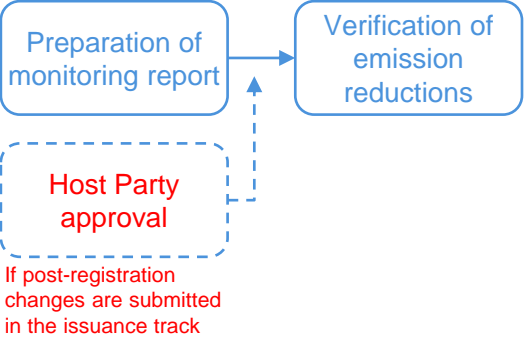 Preparation of
monitoring report
Verification of
emission
reductions
Host Party
approval
If post-registration
changes are submitted
in the issuance track